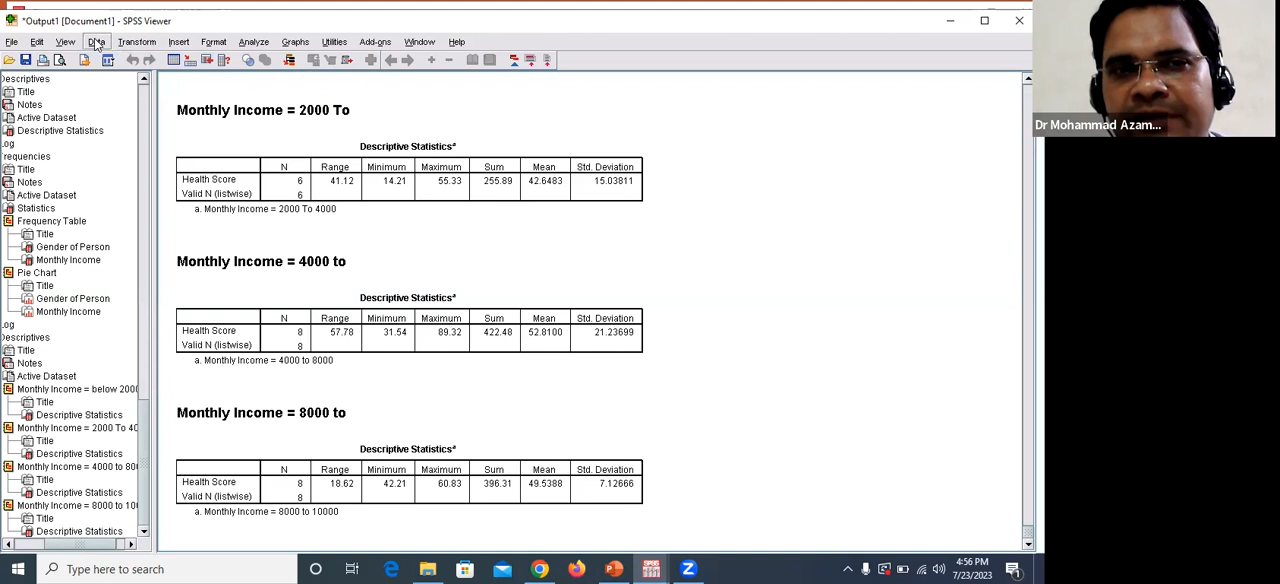 *Output1 [Document1] - SPSS Viewer
File Edit View Data Transform Insert Format Analyze Graphs Utilities Add-ons Window Help
Descriptives
Title
Notes
Active Dataset
Descriptive Statistics
.og
requencies
Title
Notes
Active Dataset
Statistics
Frequency Table
Title
Gender of Person
Monthly Income
Pie Chart
Title
Gender of Person
Monthly Income
.og
Descriptives
Title
Notes
Active Dataset
Monthly Income = below 2000
Title
Descriptive Statistics
Monthly Income = 2000 To 40
Title
Descriptive Statistics
Monthly Income = 4000 to 80
Title
Descriptive Statistics
Monthly Income = 8000 to 100
Title
Descriptive Statistics
Monthly Income = 2000 To
Descriptive Statisticsa
N Range Minimum Maximum Sum Mean Std. Deviation
Health Score 6 41.12 14.21 55.33 255.89 42.6483 15.03811
Valid N (listwise) 6
a. Monthly Income = 2000 To 4000
Monthly Income = 4000 to
Descriptive Statisticsa
N Range Minimum Maximum Sum Mean Std. Deviation
Health Score 8 57.78 31.54 89.32 422.48 52.8100 21.23699
Valid N (listwise) 8
a. Monthly Income = 4000 to 8000
Monthly Income = 8000 to
Descriptive Statisticsa
N Range Minimum Maximum Sum Mean Std. Deviation
Health Score 8 18.62 42.21 60.83 396.31 49.5388 7.12666
Valid N (listwise) 8
a. Monthly Income = 8000 to 10000
Dr Mohammad Azam...
Type here to search
4:56 PM
7/23/2023